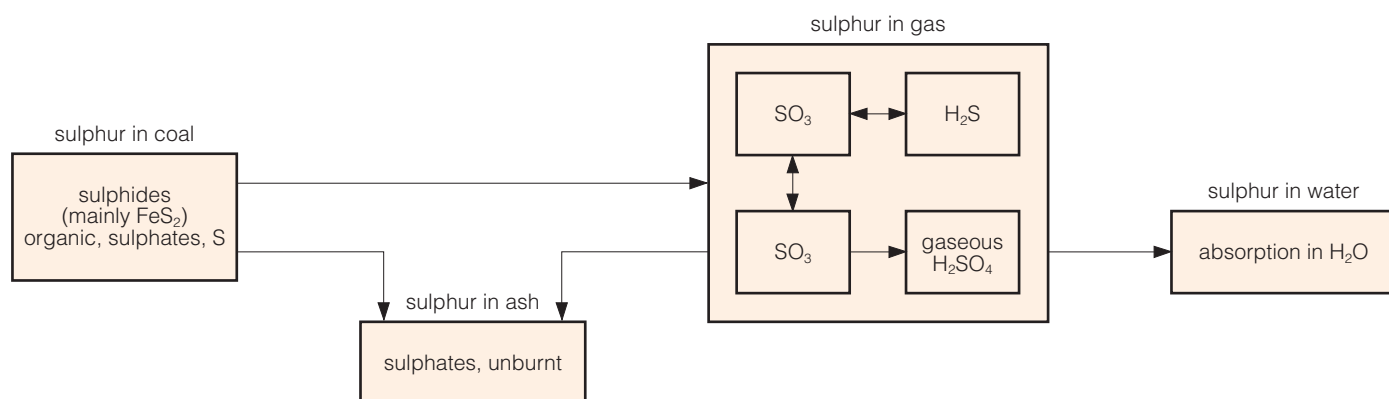 sulphur in gas
SO₃
H₂S
sulphur in coal
sulphides
(mainly FeS₂)
organic, sulphates, S
sulphur in water
SO₃
gaseous
H₂SO₄
absorption in H₂O
sulphur in ash
sulphates, unburnt